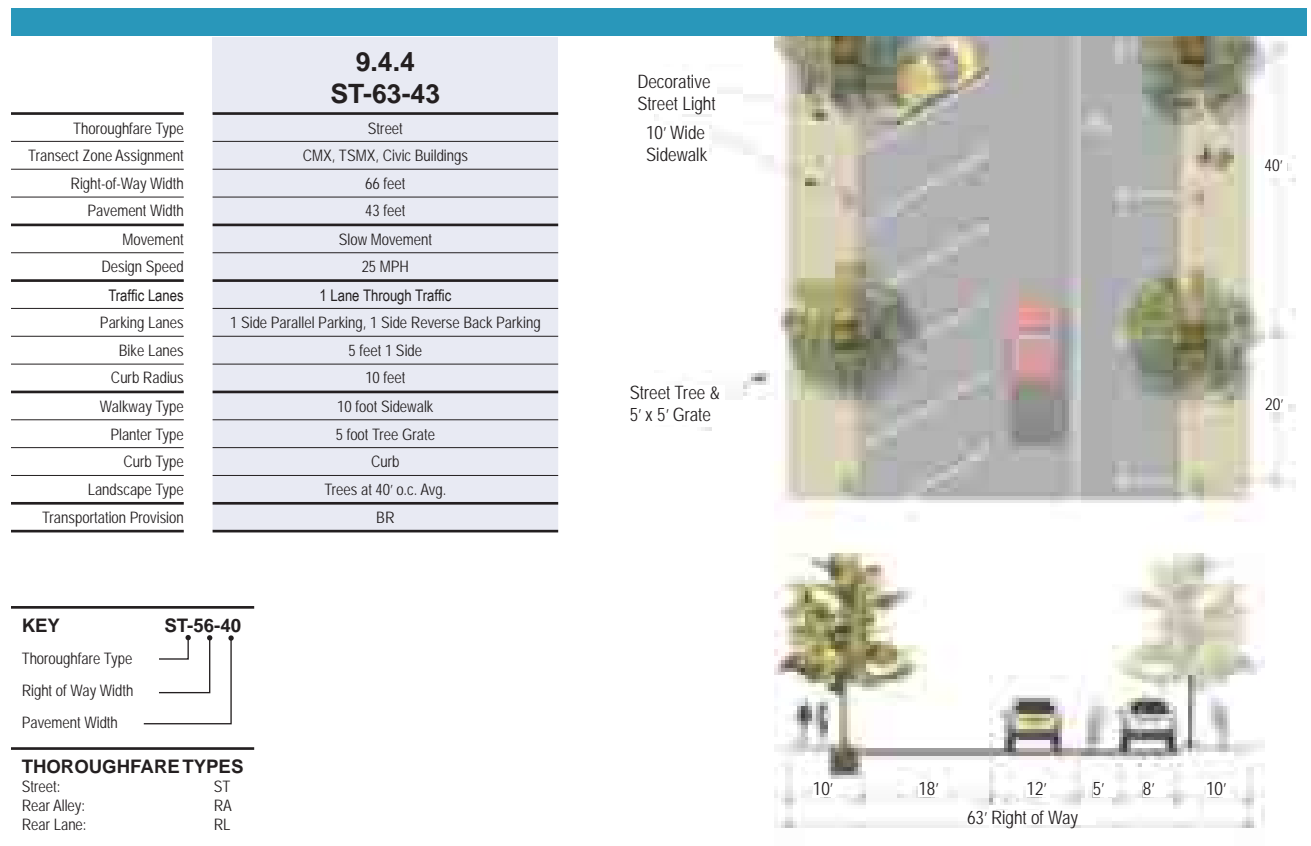 9.4.4
ST-63-43
Thoroughfare Type Street
Transect Zone Assignment CMX, TSMX, Civic Buildings
Right-of-Way Width 66 feet
Pavement Width 43 feet
Movement Slow Movement
Design Speed 25 MPH
Traffic Lanes 1 Lane Through Traffic
Parking Lanes 1 Side Parallel Parking, 1 Side Reverse Back Parking
Bike Lanes 5 feet 1 Side
Curb Radius 10 feet
Walkway Type 10 foot Sidewalk
Planter Type 5 foot Tree Grate
Curb Type Curb
Landscape Type Trees at 40' o.c. Avg.
Transportation Provision BR
KEY ST-56-40
Thoroughfare Type
Right of Way Width
Pavement Width
THOROUGHFARE TYPES
Street: ST
Rear Alley: RA
Rear Lane: RL
Decorative
Street Light
10' Wide
Sidewalk
40'
Street Tree &
5' x 5' Grate
20'
10' 18' 12' 5' 8' 10'
63' Right of Way